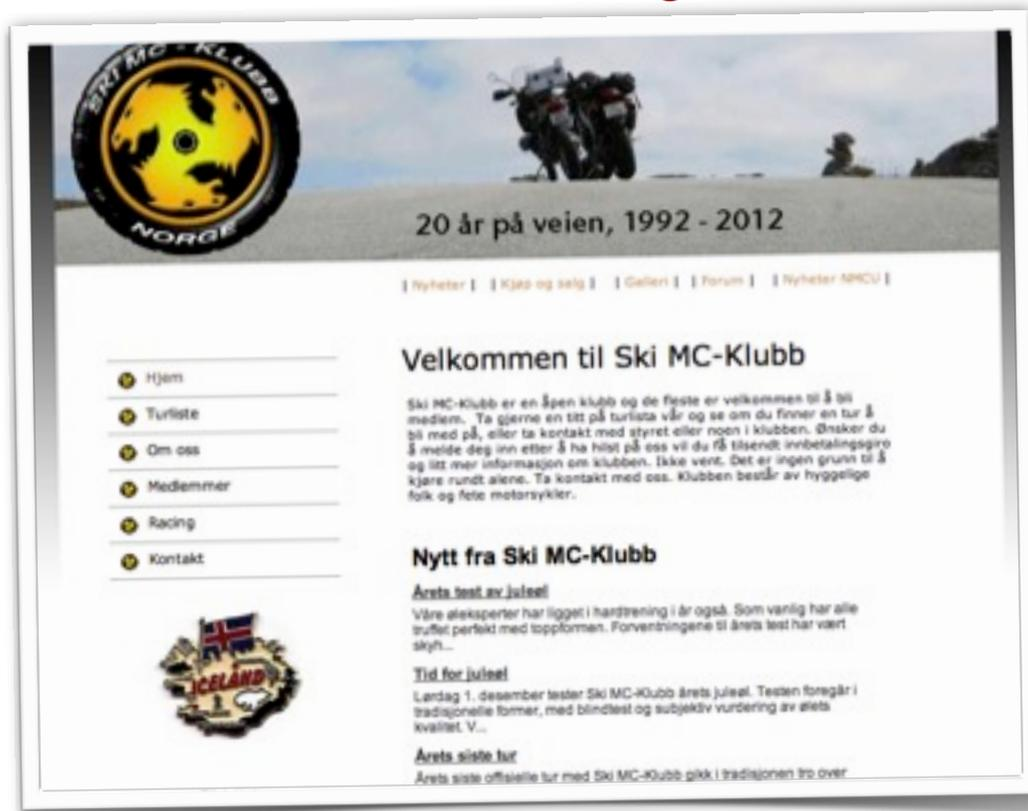 SKI MC - KLUBB
NORGE
20 år på veien, 1992 - 2012
| Nyheter | | Kjøp og salg | | Galleri | | Forum | | Nyheter NMCU |
Hjem
Turliste
Om oss
Medlemmer
Racing
Kontakt
ICELAND
Velkommen til Ski MC-Klubb
Ski MC-Klubb er en åpen klubb og de fleste er velkommen til å bli
medlem. Ta gjerne en titt på turlista vår og se om du finner en tur å
bli med på, eller ta kontakt med styret eller noen i klubben. Ønsker du
å melde deg inn etter å ha hilst på oss vil du få tilsendt innbetalingsgiro
og litt mer informasjon om klubben. Ikke vent. Det er ingen grunn til å
kjøre rundt alene. Ta kontakt med oss. Klubben består av hyggelige
folk og fete motorsykler.
Nytt fra Ski MC-Klubb
Årets test av juleøl
Våre øleksperter har ligget i hardtrening i år også. Som vanlig har alle
truffet perfekt med toppformen. Forventningene til årets test har vært
skyh...
Tid for juleøl
Lørdag 1. desember tester Ski MC-Klubb årets juleøl. Testen foregår i
tradisjonelle former, med blindtest og subjektiv vurdering av ølets
kvalitet. V...
Årets siste tur
Årets siste offisielle tur med Ski MC-Klubb gikk i tradisjonen tro over